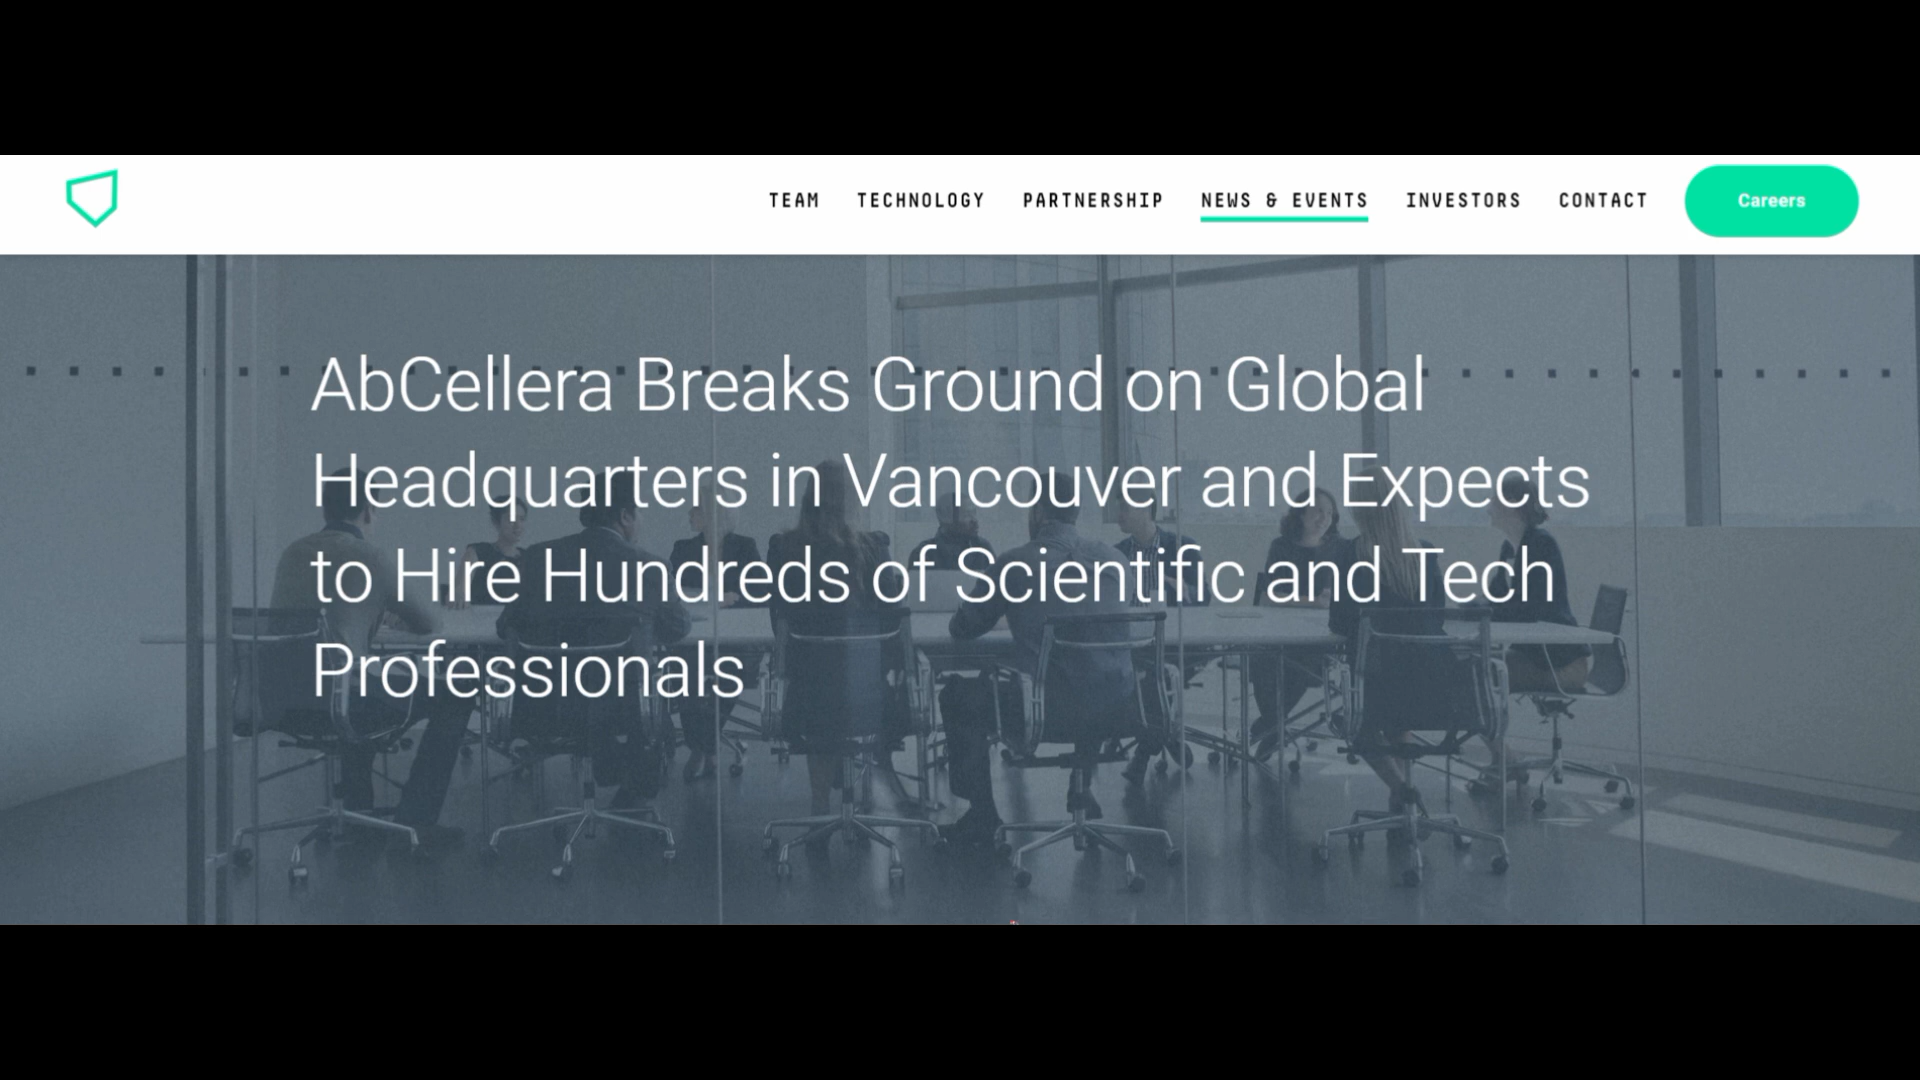 TEAM TECHNOLOGY PARTNERSHIP NEWS & EVENTS INVESTORS CONTACT Careers
AbCellera Breaks Ground on Global
Headquarters in Vancouver and Expects
to Hire Hundreds of Scientific and Tech
Professionals